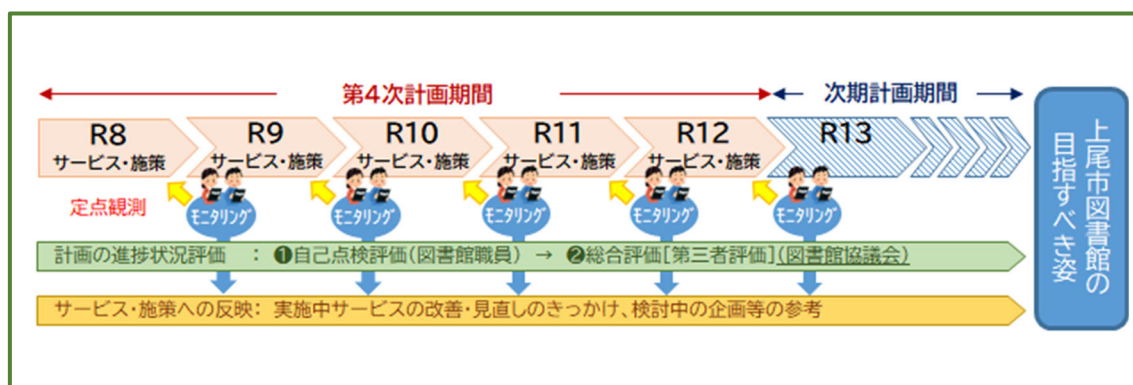 第4次計画期間
次期計画期間
R8
サービス・施策
R9
サービス・施策
R10
サービス・施策
R11
サービス・施策
R12
サービス・施策
R13
定点観測
モニタリング
モニタリング
モニタリング
モニタリング
モニタリング
計画の進捗状況評価 : ❶自己点検評価(図書館職員) → ❷総合評価[第三者評価](図書館協議会)
サービス・施策への反映: 実施中サービスの改善・見直しのきっかけ、検討中の企画等の参考
上尾市図書館の
目指すべき姿